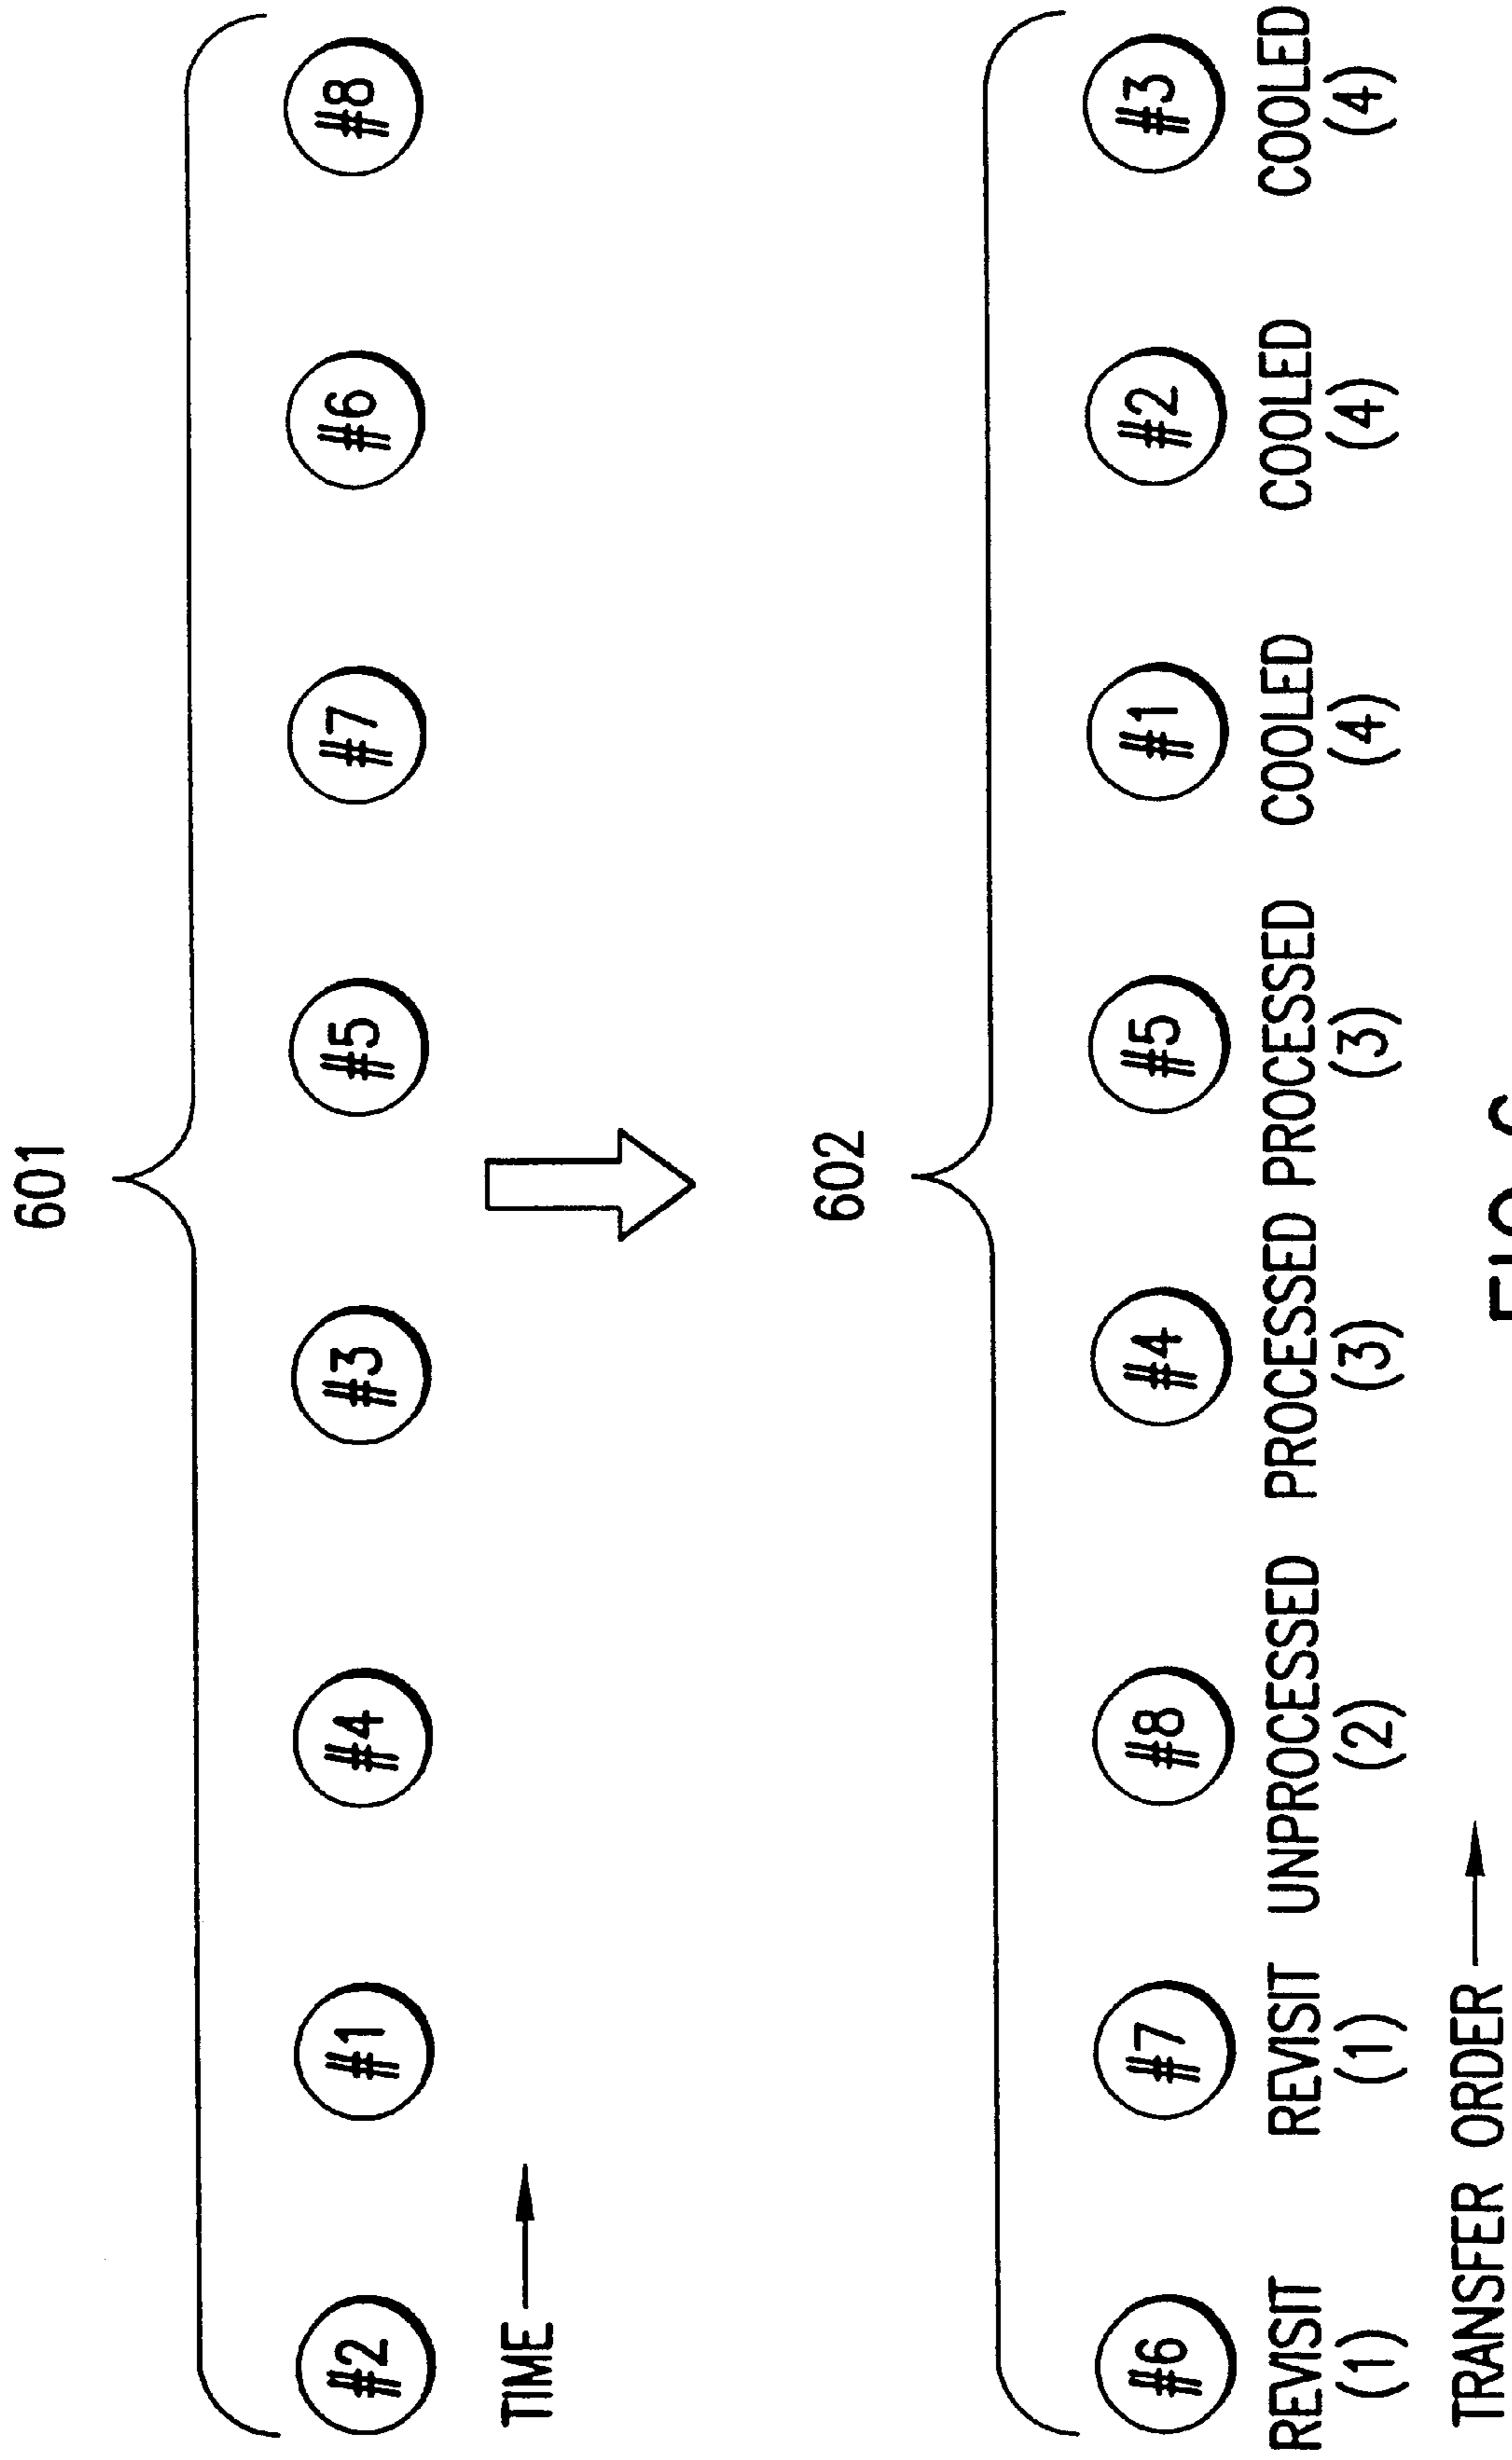 601
#2 #1 #4 #3 #5 #7 #6 #8
TIME
602
#6 #7 #8 #4 #5 #1 #2 #3
REVISIT REVISIT UNPROCESSED PROCESSED PROCESSED COOLED COOLED COOLED
(1) (1) (2) (3) (3) (4) (4) (4)
TRANSFER ORDER